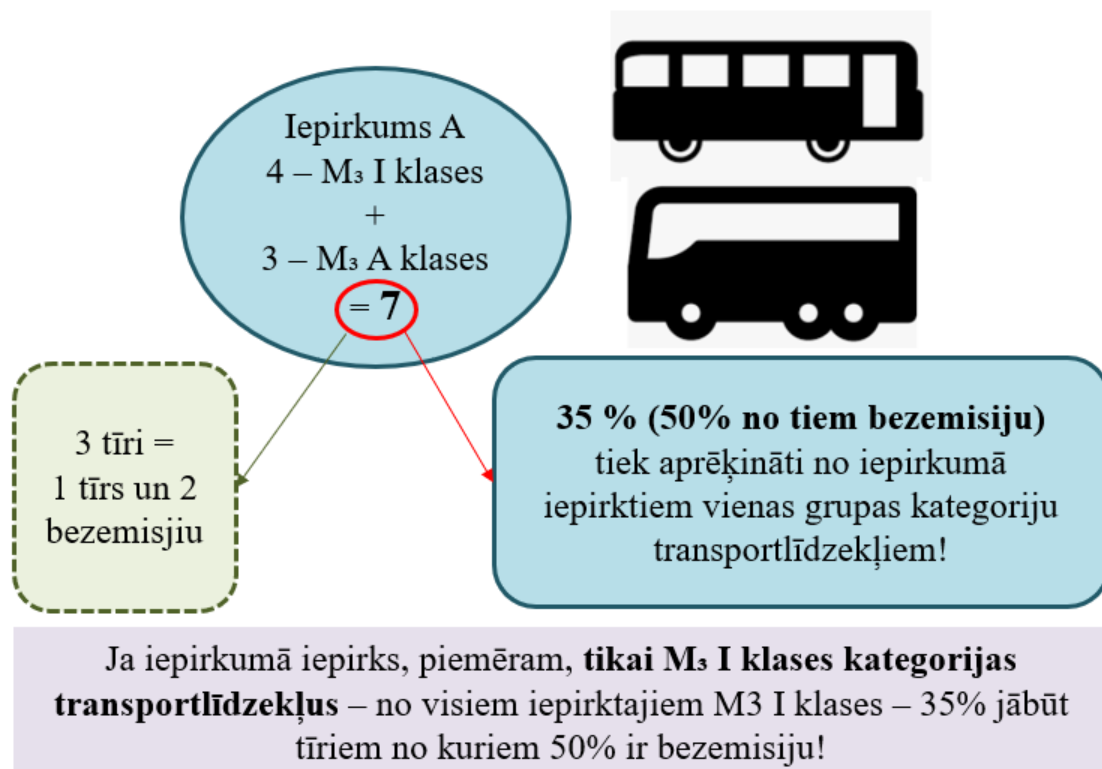 Iepirkums A
4 – M₃ I klases
+
3 – M₃ A klases
= 7
3 tīri =
1 tīrs un 2
bezemisjiu
35 % (50% no tiem bezemisiju)
tiek aprēķināti no iepirkumā
iepirktiem vienas grupas kategoriju
transportlīdzekļiem!
Ja iepirkumā iepirks, piemēram, tikai M₃ I klases kategorijas
transportlīdzekļus – no visiem iepirktajiem M3 I klases – 35% jābūt
tīriem no kuriem 50% ir bezemisiju!